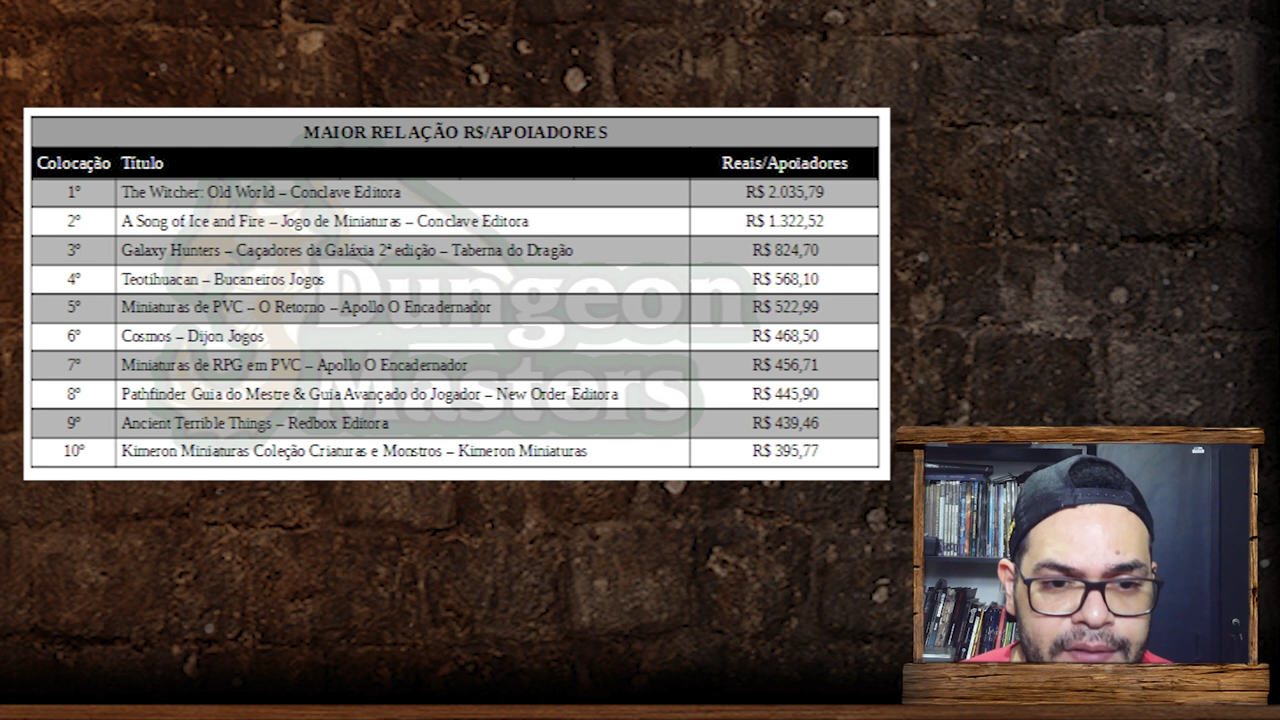 MAIOR RELAÇÃO R$/APOIADORES
Colocação Título Reais/Apoiadores
1º The Witcher: Old World – Conclave Editora R$ 2.035,79
2º A Song of Ice and Fire – Jogo de Miniaturas – Conclave Editora R$ 1.322,52
3º Galaxy Hunters – Caçadores da Galáxia 2ª edição – Taberna do Dragão R$ 824,70
4º Teotihuacan – Bucaneiros Jogos R$ 568,10
5º Miniaturas de PVC – O Retorno – Apollo O Encadernador R$ 522,99
6º Cosmos – Dijon Jogos R$ 468,50
7º Miniaturas de RPG em PVC – Apollo O Encadernador R$ 456,71
8º Pathfinder Guia do Mestre & Guia Avançado do Jogador – New Order Editora R$ 445,90
9º Ancient Terrible Things – Redbox Editora R$ 439,46
10º Kimeron Miniaturas Coleção Criaturas e Monstros – Kimeron Miniaturas R$ 395,77
Dungeon
Masters